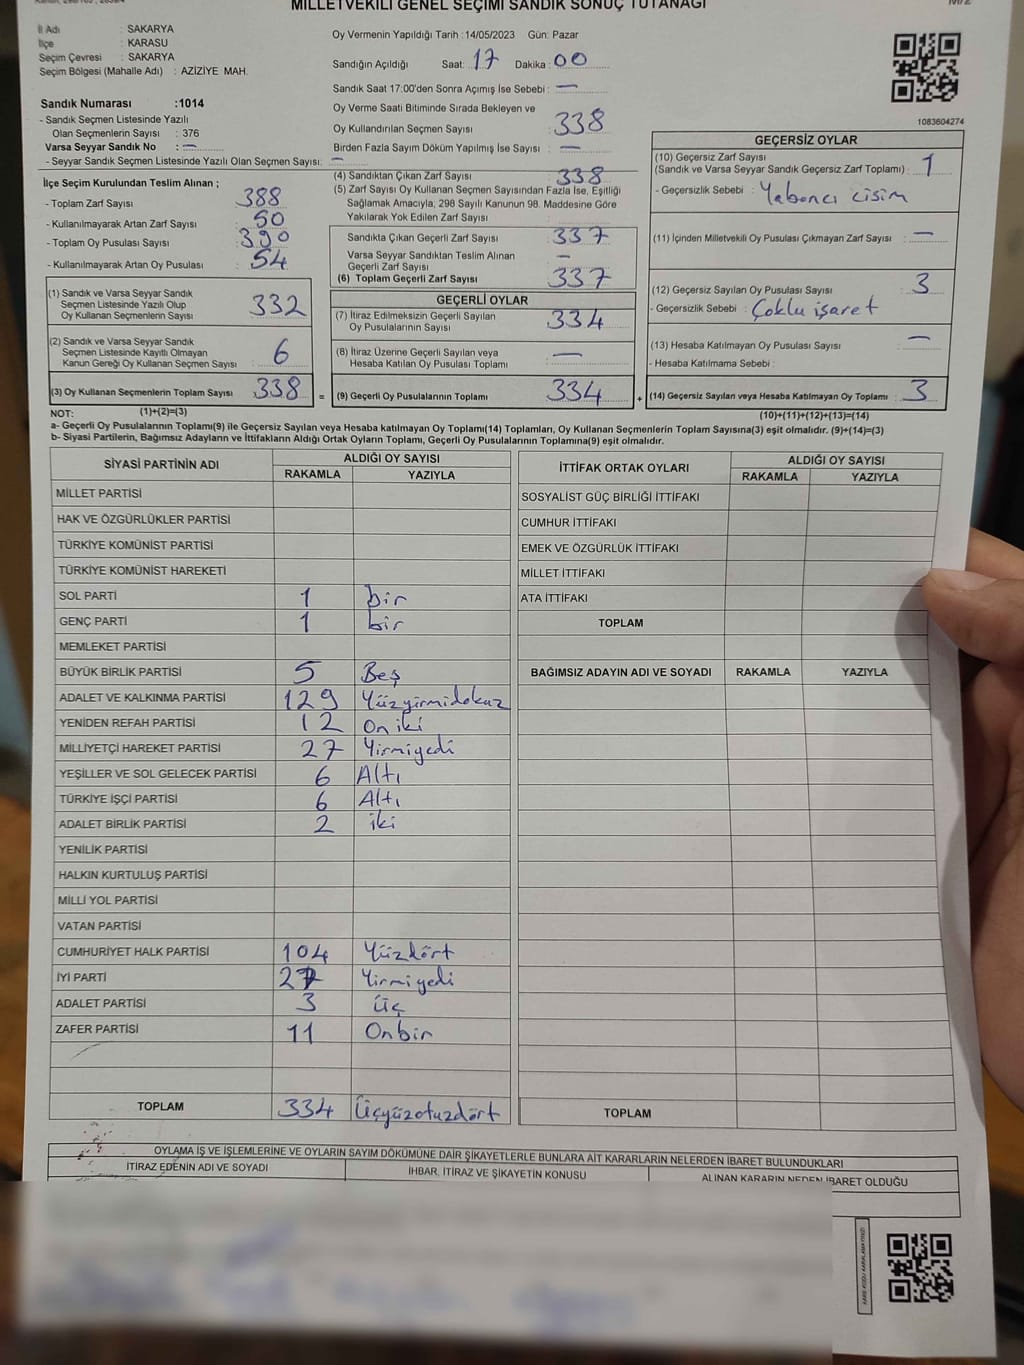 MİLLETVEKİLİ GENEL SEÇİMİ SANDIK SONUÇ TUTANAĞI
İl Adı : SAKARYA
İlçe : KARASU
Seçim Çevresi : SAKARYA
Seçim Bölgesi (Mahalle Adı) : AZİZİYE MAH.
Sandık Numarası :1014
- Sandık Seçmen Listesinde Yazılı
Olan Seçmenlerin Sayısı : 376
Varsa Seyyar Sandık No : —
- Seyyar Sandık Seçmen Listesinde Yazılı Olan Seçmen Sayısı: —
Oy Vermenin Yapıldığı Tarih :14/05/2023 Gün: Pazar
Sandığın Açıldığı Saat: 17 Dakika : 00
Sandık Saat 17:00'den Sonra Açımış İse Sebebi : —
Oy Verme Saati Bitiminde Sırada Bekleyen ve
Oy Kullandırılan Seçmen Sayısı : 338
Birden Fazla Sayım Döküm Yapılmış İse Sayısı : —
1083604274
İlçe Seçim Kurulundan Teslim Alınan ;
- Toplam Zarf Sayısı : 388
- Kullanılmayarak Artan Zarf Sayısı : 50
- Toplam Oy Pusulası Sayısı : 390
- Kullanılmayarak Artan Oy Pusulası : 54
(1) Sandık ve Varsa Seyyar Sandık
Seçmen Listesinde Yazılı Olup
Oy Kullanan Seçmenlerin Sayısı : 332
(2) Sandık ve Varsa Seyyar Sandık
Seçmen Listesinde Kayıtlı Olmayan
Kanun Gereği Oy Kullanan Seçmen Sayısı : 6
(3) Oy Kullanan Seçmenlerin Toplam Sayısı 338
(4) Sandıktan Çıkan Zarf Sayısı : 338
(5) Zarf Sayısı Oy Kullanan Seçmen Sayısından Fazla İse, Eşitliği
Sağlamak Amacıyla, 298 Sayılı Kanunun 98. Maddesine Göre
Yakılarak Yok Edilen Zarf Sayısı :
Sandıkta Çıkan Geçerli Zarf Sayısı : 337
Varsa Seyyar Sandıktan Teslim Alınan
Geçerli Zarf Sayısı : —
(6) Toplam Geçerli Zarf Sayısı : 337
GEÇERLİ OYLAR
(7) İtiraz Edilmeksizin Geçerli Sayılan
Oy Pusulalarının Sayısı : 334
(8) İtiraz Üzerine Geçerli Sayılan veya
Hesaba Katılan Oy Pusulası Toplamı : —
= (9) Geçerli Oy Pusulalarının Toplamı : 334 +
GEÇERSİZ OYLAR
(10) Geçersiz Zarf Sayısı
(Sandık ve Varsa Seyyar Sandık Geçersiz Zarf Toplamı) : 1
- Geçersizlik Sebebi : Yabancı cisim
(11) İçinden Milletvekili Oy Pusulası Çıkmayan Zarf Sayısı : —
(12) Geçersiz Sayılan Oy Pusulası Sayısı : 3
- Geçersizlik Sebebi : Çoklu işaret
(13) Hesaba Katılmayan Oy Pusulası Sayısı : —
- Hesaba Katılmama Sebebi :
(14) Geçersiz Sayılan veya Hesaba Katılmayan Oy Toplamı : 3
NOT: (1)+(2)=(3) (10)+(11)+(12)+(13)=(14)
a- Geçerli Oy Pusulalarının Toplamı(9) ile Geçersiz Sayılan veya Hesaba Katılmayan Oy Toplamı(14) Toplamları, Oy Kullanan Seçmenlerin Toplam Sayısına(3) eşit olmalıdır. (9)+(14)=(3)
b- Siyasi Partilerin, Bağımsız Adayların ve İttifakların Aldığı Ortak Oyların Toplamı, Geçerli Oy Pusulalarının Toplamına(9) eşit olmalıdır.
SİYASİ PARTİNİN ADI ALDIĞI OY SAYISI
RAKAMLA YAZIYLA
MİLLET PARTİSİ
HAK VE ÖZGÜRLÜKLER PARTİSİ
TÜRKİYE KOMÜNİST PARTİSİ
TÜRKİYE KOMÜNİST HAREKETİ
SOL PARTİ 1 bir
GENÇ PARTİ 1 bir
MEMLEKET PARTİSİ
BÜYÜK BİRLİK PARTİSİ 5 Beş
ADALET VE KALKINMA PARTİSİ 129 Yüzyirmidokuz
YENİDEN REFAH PARTİSİ 12 On iki
MİLLİYETÇİ HAREKET PARTİSİ 27 Yirmiyedi
YEŞİLLER VE SOL GELECEK PARTİSİ 6 Altı
TÜRKİYE İŞÇİ PARTİSİ 6 Altı
ADALET BİRLİK PARTİSİ 2 iki
YENİLİK PARTİSİ
HALKIN KURTULUŞ PARTİSİ
MİLLİ YOL PARTİSİ
VATAN PARTİSİ
CUMHURİYET HALK PARTİSİ 104 Yüzdört
İYİ PARTİ 27 Yirmiyedi
ADALET PARTİSİ 3 Üç
ZAFER PARTİSİ 11 Onbir
TOPLAM 334 Üçyüzotuzdört
İTTİFAK ORTAK OYLARI ALDIĞI OY SAYISI
RAKAMLA YAZIYLA
SOSYALİST GÜÇ BİRLİĞİ İTTİFAKI
CUMHUR İTTİFAKI
EMEK VE ÖZGÜRLÜK İTTİFAKI
MİLLET İTTİFAKI
ATA İTTİFAKI
TOPLAM
BAĞIMSIZ ADAYIN ADI VE SOYADI RAKAMLA YAZIYLA
TOPLAM
OYLAMA İŞ VE İŞLEMLERİNE VE OYLARIN SAYIM DÖKÜMÜNE DAİR ŞİKAYETLERLE BUNLARA AİT KARARLARIN NELERDEN İBARET BULUNDUKLARI
İTİRAZ EDENİN ADI VE SOYADI İHBAR, İTİRAZ VE ŞİKAYETİN KONUSU ALINAN KARARIN NEDEN İBARET OLDUĞU